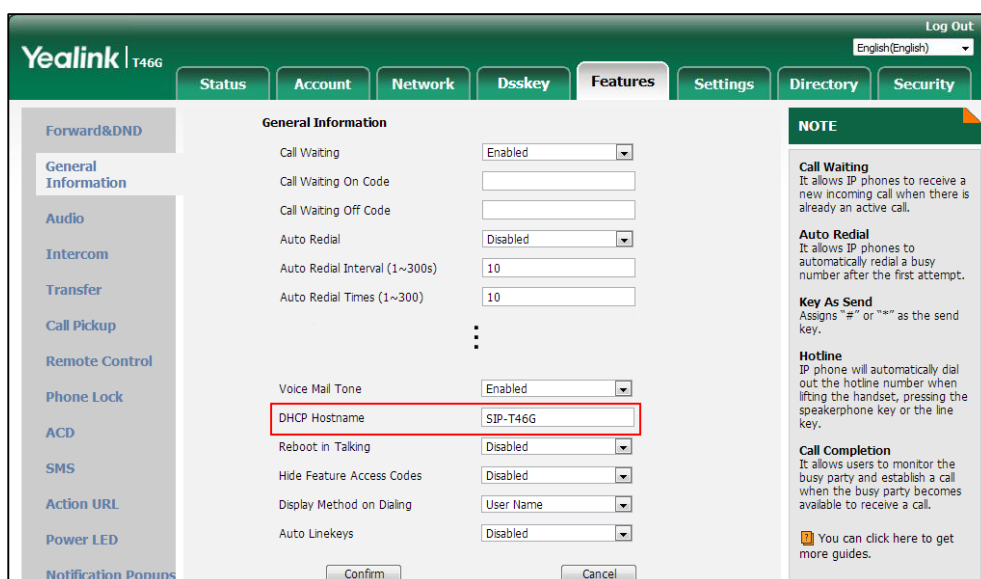 Log Out
English(English)
Yealink | T46G
Status
Account
Network
Dsskey
Features
Settings
Directory
Security
Forward&DND
General
Information
Audio
Intercom
Transfer
Call Pickup
Remote Control
Phone Lock
ACD
SMS
Action URL
Power LED
Notification Popups
General Information
Call Waiting Enabled
Call Waiting On Code
Call Waiting Off Code
Auto Redial Disabled
Auto Redial Interval (1~300s) 10
Auto Redial Times (1~300) 10
Voice Mail Tone Enabled
DHCP Hostname SIP-T46G
Reboot in Talking Disabled
Hide Feature Access Codes Disabled
Display Method on Dialing User Name
Auto Linekeys Disabled
Confirm Cancel
NOTE
Call Waiting
It allows IP phones to receive a
new incoming call when there is
already an active call.
Auto Redial
It allows IP phones to
automatically redial a busy
number after the first attempt.
Key As Send
Assigns "#" or "*" as the send
key.
Hotline
IP phone will automatically dial
out the hotline number when
lifting the handset, pressing the
speakerphone key or the line
key.
Call Completion
It allows users to monitor the
busy party and establish a call
when the busy party becomes
available to receive a call.
You can click here to get
more guides.